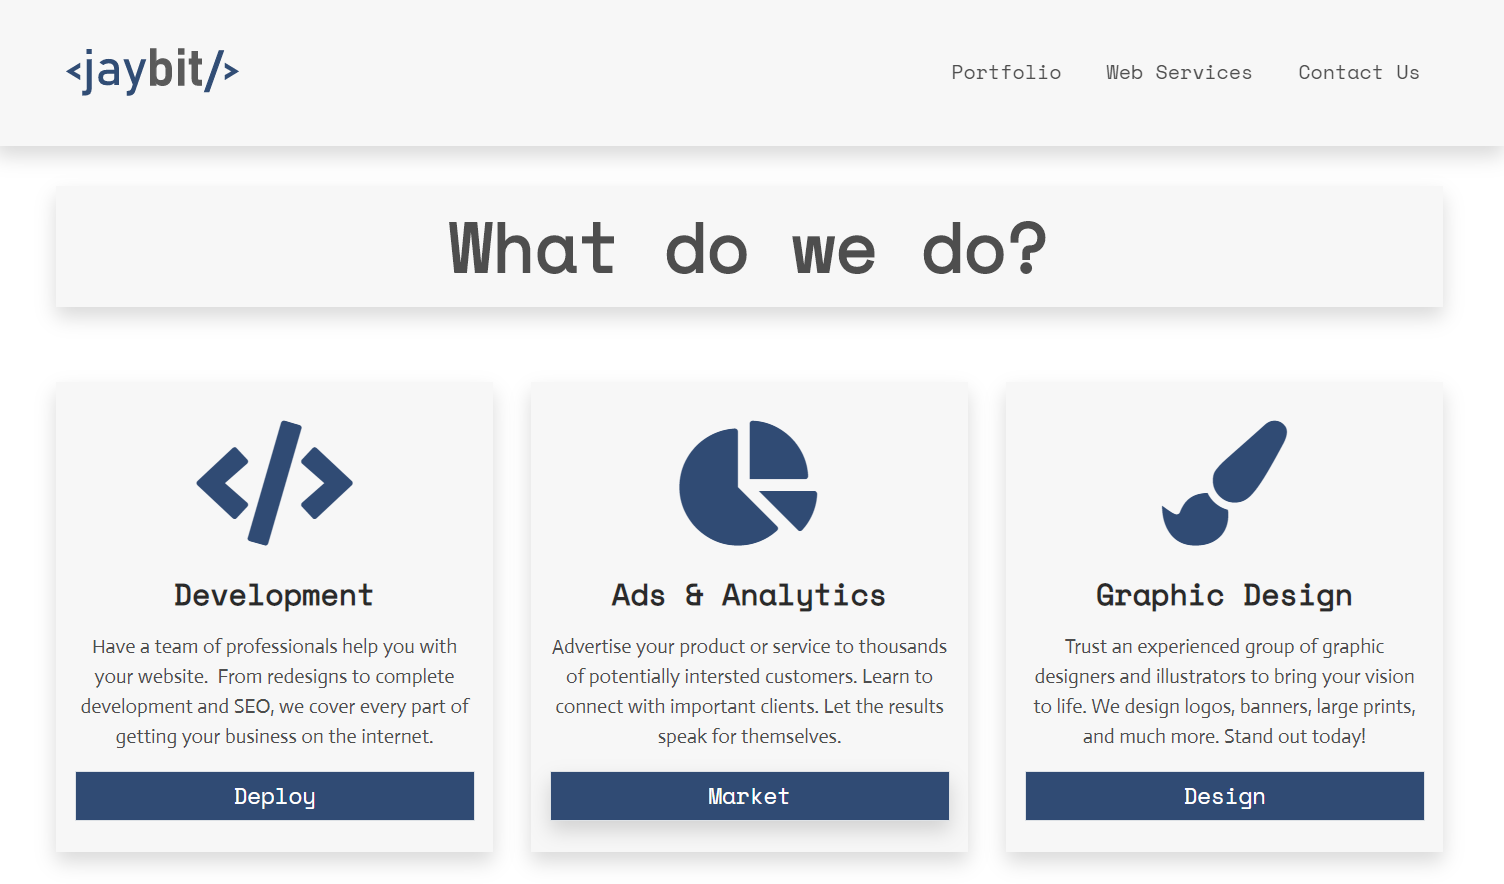 <jaybit/>
Portfolio Web Services Contact Us
What do we do?
Development
Have a team of professionals help you with
your website.  From redesigns to complete
development and SEO, we cover every part of
getting your business on the internet.
Deploy
Ads & Analytics
Advertise your product or service to thousands
of potentially intersted customers. Learn to
connect with important clients. Let the results
speak for themselves.
Market
Graphic Design
Trust an experienced group of graphic
designers and illustrators to bring your vision
to life. We design logos, banners, large prints,
and much more. Stand out today!
Design